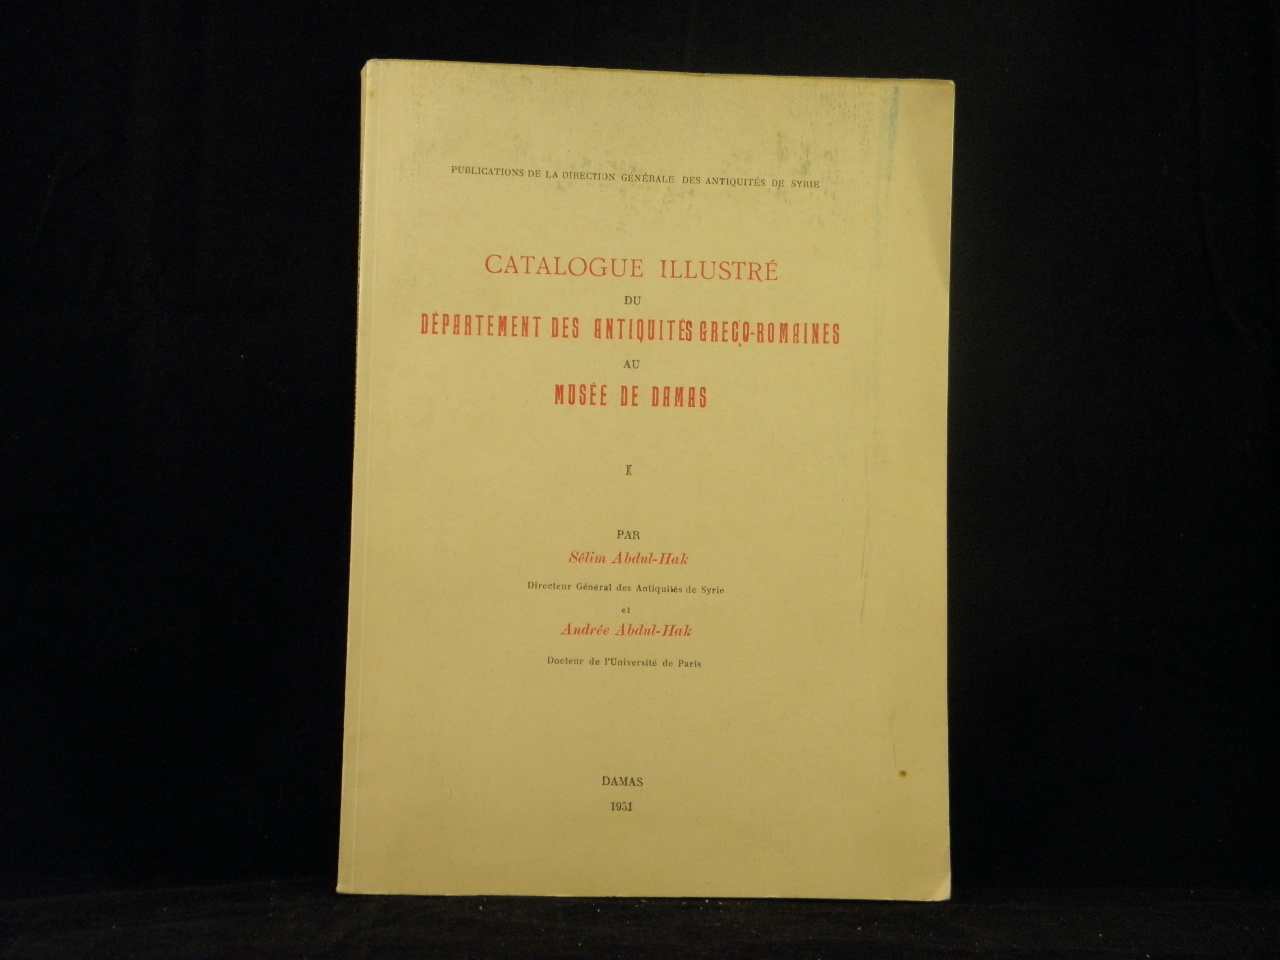 PUBLICATIONS DE LA DIRECTION GÉNÉRALE DES ANTIQUITÉS DE SYRIE
CATALOGUE ILLUSTRÉ
DU
DÉPARTEMENT DES ANTIQUITÉS GRECO-ROMAINES
AU
MUSÉE DE DAMAS
I
PAR
Sélim Abdul-Hak
Directeur Général des Antiquités de Syrie
et
Andrée Abdul-Hak
Docteur de l'Université de Paris
DAMAS
1951